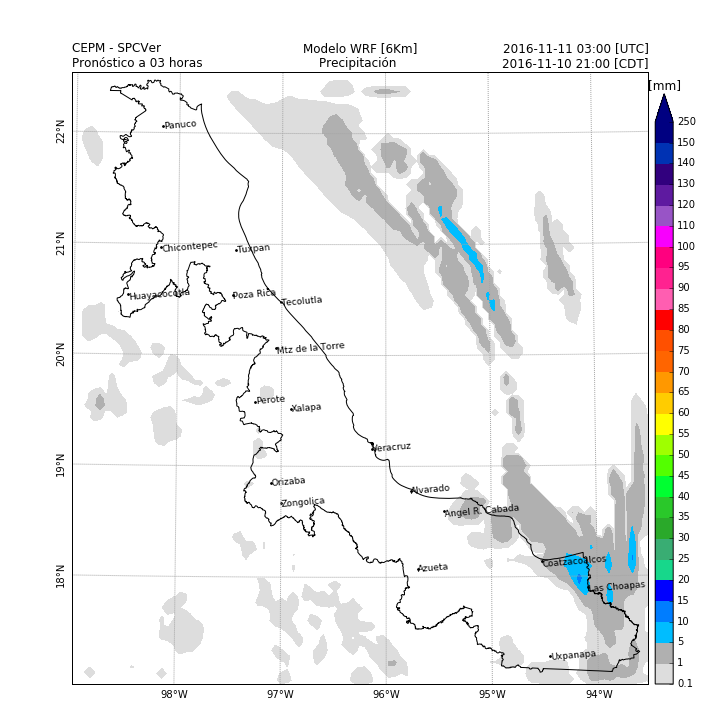 CEPM - SPCVer
Modelo WRF [6Km]
2016-11-11 03:00 [UTC]
Pronóstico a 03 horas
Precipitación
2016-11-10 21:00 [CDT]
[mm]
250
150
140
130
120
110
100
95
90
85
80
75
70
65
60
55
50
45
40
35
30
25
20
15
10
5
1
0.1
22°N
21°N
20°N
19°N
18°N
Panuco
Chicontepec
Tuxpan
Huayacocotla
Poza Rica
Tecolutla
Mtz de la Torre
Perote
Xalapa
Veracruz
Orizaba
Alvarado
Zongolica
Angel R. Cabada
Azueta
Coatzacoalcos
Las Choapas
Uxpanapa
98°W
97°W
96°W
95°W
94°W